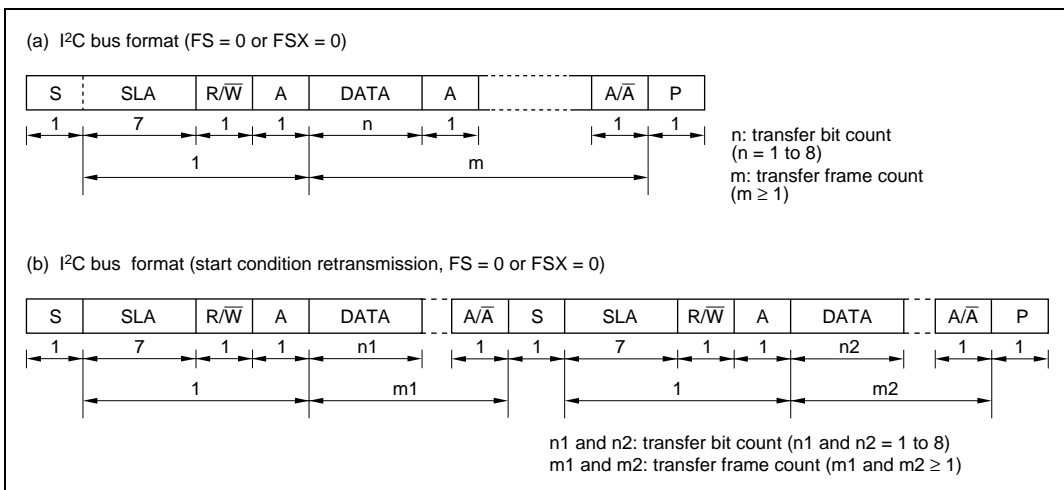 (a) I²C bus format (FS = 0 or FSX = 0)
S SLA R/W̅ A DATA A A/A̅ P
1 7 1 1 n 1 1 1
1 m
n: transfer bit count
(n = 1 to 8)
m: transfer frame count
(m ≥ 1)
(b) I²C bus format (start condition retransmission, FS = 0 or FSX = 0)
S SLA R/W̅ A DATA A/A̅ S SLA R/W̅ A DATA A/A̅ P
1 7 1 1 n1 1 1 7 1 1 n2 1 1
1 m1 1 m2
n1 and n2: transfer bit count (n1 and n2 = 1 to 8)
m1 and m2: transfer frame count (m1 and m2 ≥ 1)